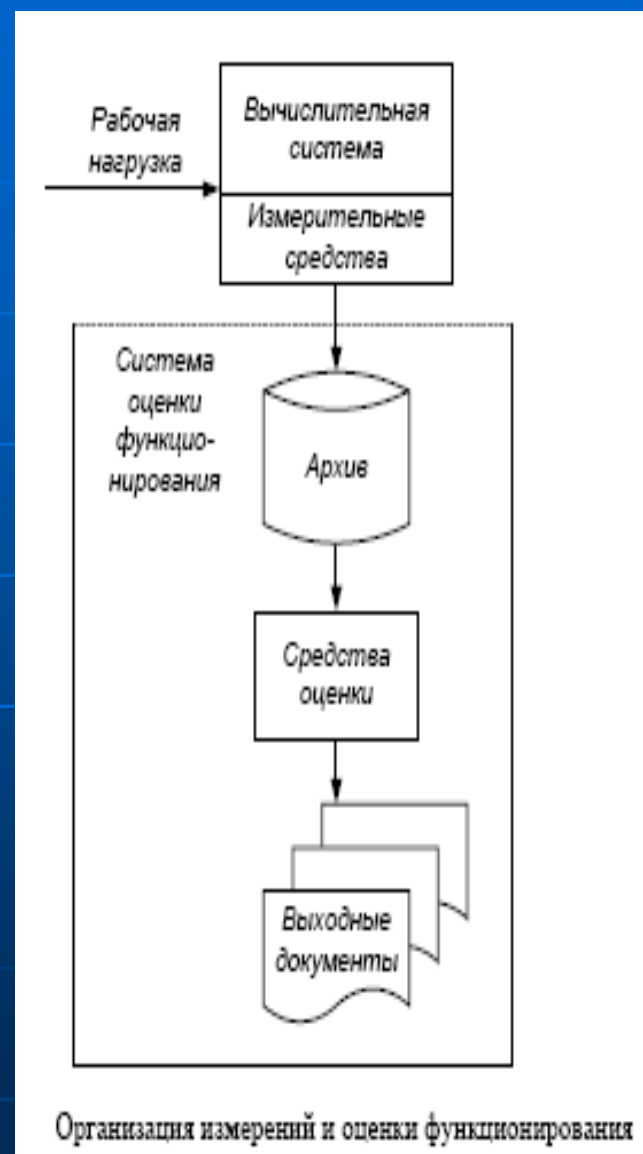 Рабочая
нагрузка
Вычислительная
система
Измерительные
средства
Система
оценки
функцио-
нирования
Архив
Средства
оценки
Выходные
документы
Организация измерений и оценки функционирования